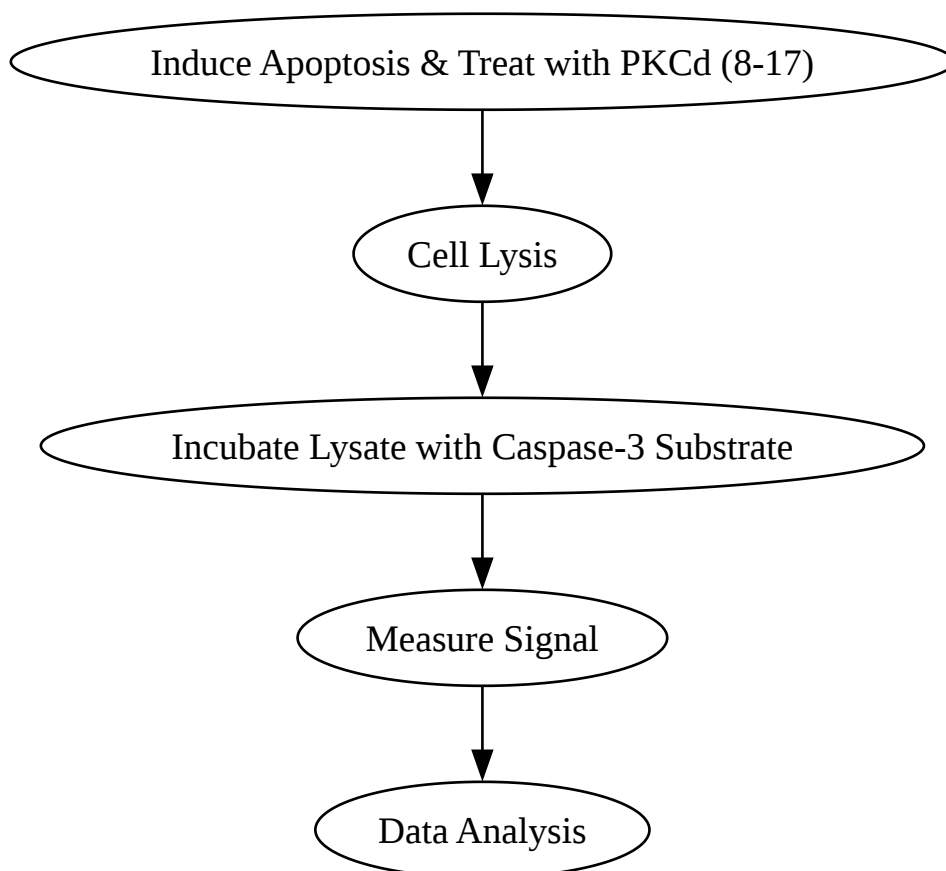 Induce Apoptosis & Treat with PKCd (8-17)
Cell Lysis
Incubate Lysate with Caspase-3 Substrate
Measure Signal
Data Analysis